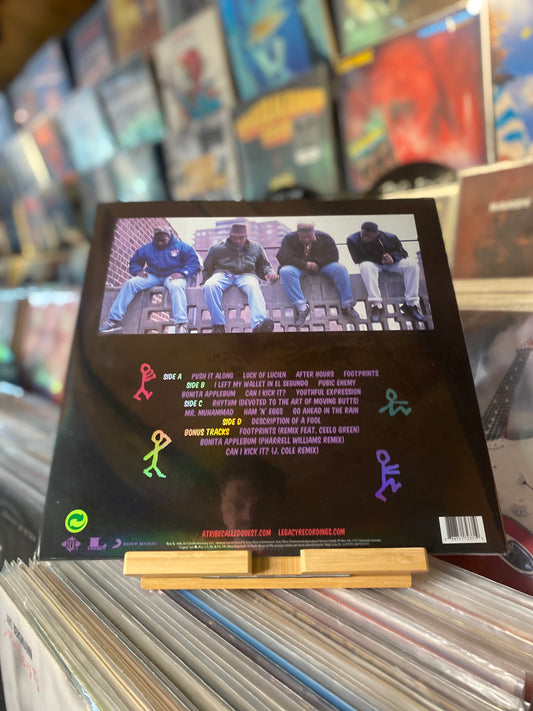 SIDE A PUSH IT ALONG LUCK OF LUCIEN AFTER HOURS FOOTPRINTS
SIDE B I LEFT MY WALLET IN EL SEGUNDO PUBIC ENEMY
BONITA APPLEBUM CAN I KICK IT? YOUTHFUL EXPRESSION
SIDE C RHYTHM (DEVOTED TO THE ART OF MOVING BUTTS)
MR. MUHAMMAD HAM 'N' EGGS GO AHEAD IN THE RAIN
SIDE D DESCRIPTION OF A FOOL
BONUS TRACKS FOOTPRINTS (REMIX FEAT. CEELO GREEN)
BONITA APPLEBUM (PHARRELL WILLIAMS REMIX)
CAN I KICK IT? (J. COLE REMIX)
ATRIBECALLEDQUEST.COM LEGACYRECORDINGS.COM
SONY MUSIC